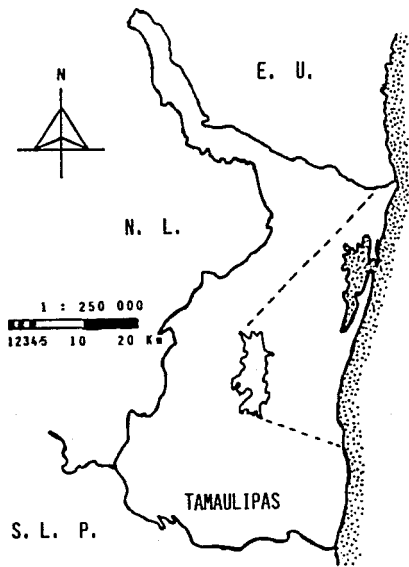 E. U.
N
N. L.
1 : 250 000
12345 10 20 Km
TAMAULIPAS
S. L. P.